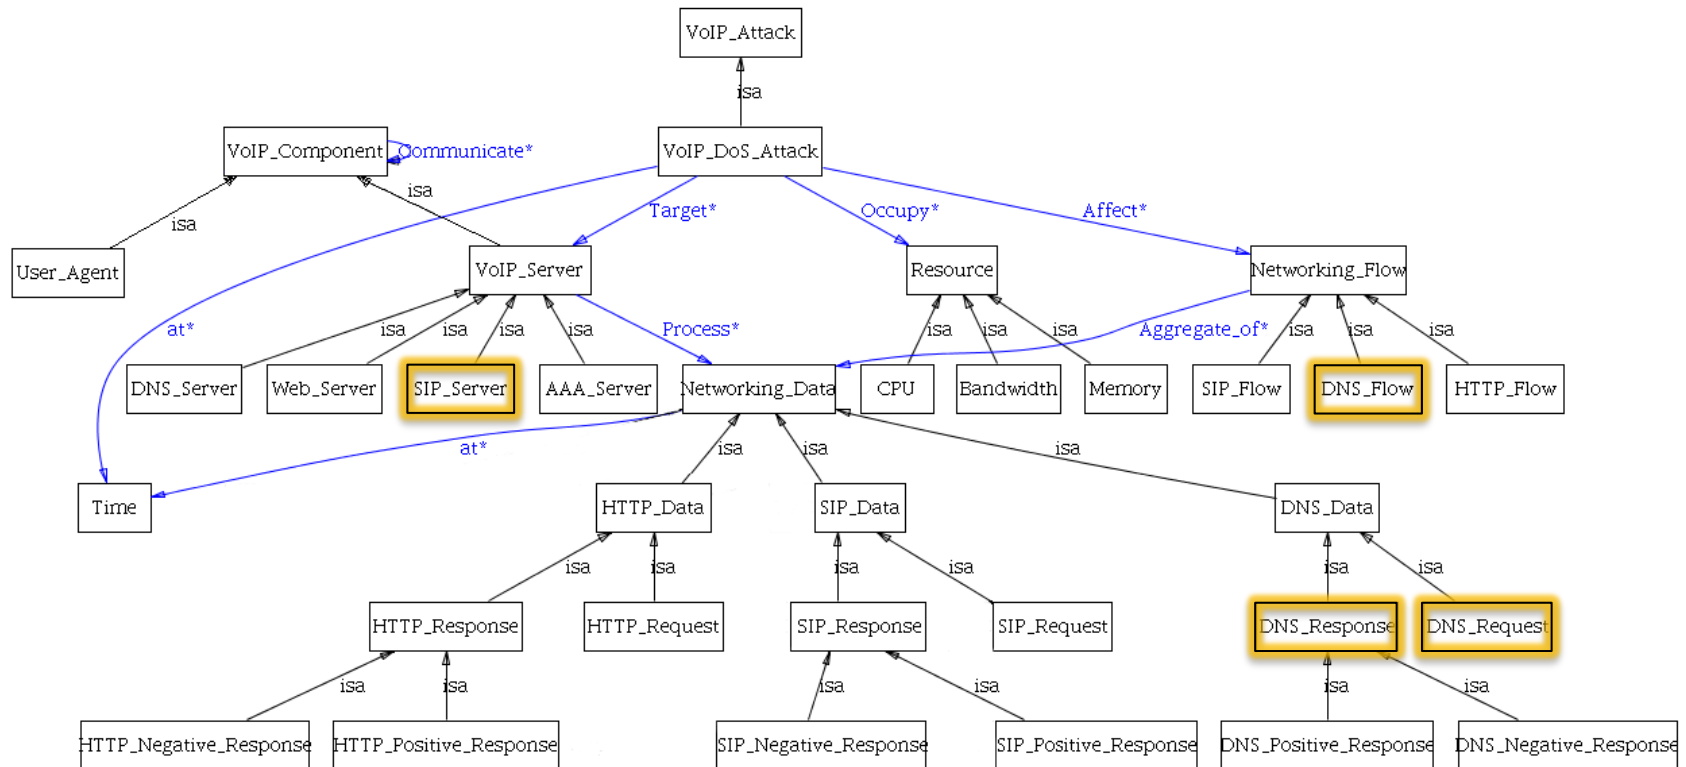 VoIP_Attack
isa
VoIP_Component
Communicate*
VoIP_DoS_Attack
isa
isa
Target*
Occupy*
Affect*
User_Agent
VoIP_Server
Resource
Networking_Flow
at*
isa
isa
isa
isa
Process*
isa
isa
isa
Aggregate_of*
isa
isa
isa
DNS_Server
Web_Server
SIP_Server
AAA_Server
Networking_Data
CPU
Bandwidth
Memory
SIP_Flow
DNS_Flow
HTTP_Flow
at*
isa
isa
isa
Time
HTTP_Data
SIP_Data
DNS_Data
isa
isa
isa
isa
isa
isa
HTTP_Response
HTTP_Request
SIP_Response
SIP_Request
DNS_Response
DNS_Request
isa
isa
isa
isa
isa
isa
HTTP_Negative_Response
HTTP_Positive_Response
SIP_Negative_Response
SIP_Positive_Response
DNS_Positive_Response
DNS_Negative_Response